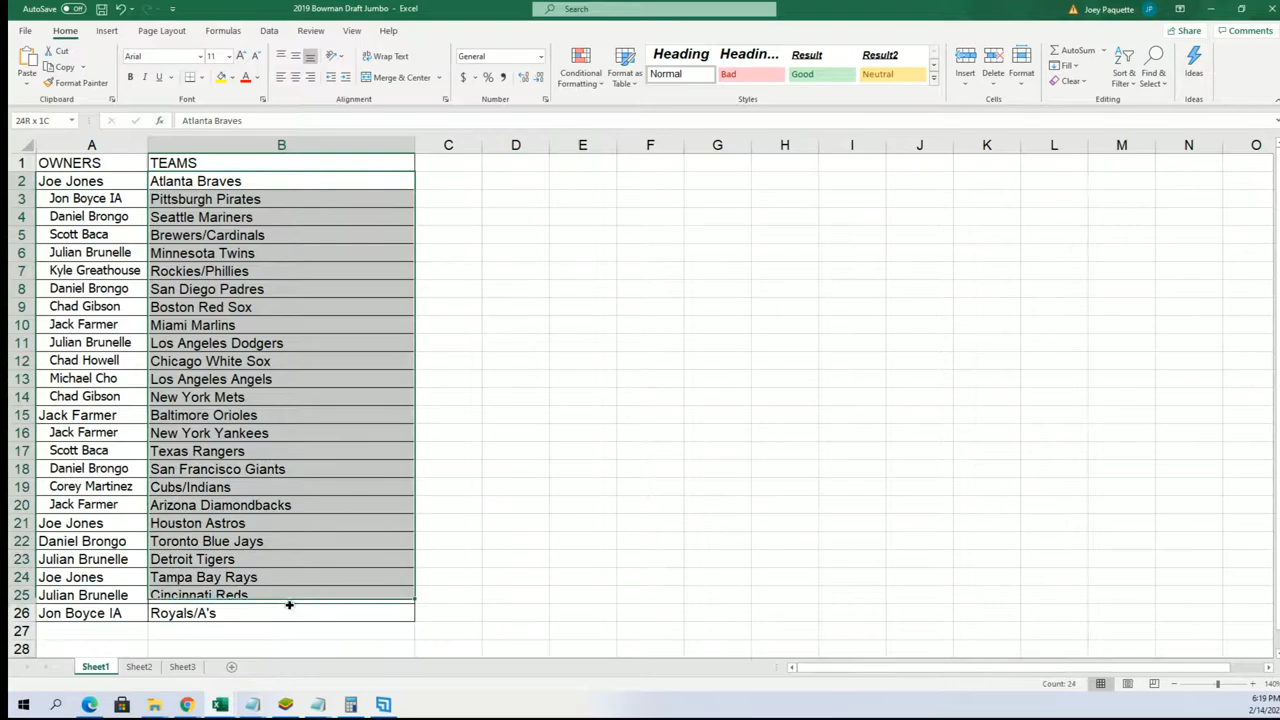 AutoSave Off 2019 Bowman Draft Jumbo - Excel Search Joey Paquette JP
File Home Insert Page Layout Formulas Data Review View Help Share Comments
Paste Cut Copy Format Painter Clipboard
Arial 11 A A B I U A Font
Wrap Text Merge & Center Alignment
General $ % 9 Number
Conditional Formatting Format as Table Heading Headin... Result Result2 Normal Bad Good Neutral Styles
Insert Delete Format Cells
AutoSum Fill Clear Sort & Filter Find & Select Editing
Ideas Ideas
24R x 1C fx Atlanta Braves
A B C D E F G H I J K L M N O
1 OWNERS TEAMS
2 Joe Jones Atlanta Braves
3 Jon Boyce IA Pittsburgh Pirates
4 Daniel Brongo Seattle Mariners
5 Scott Baca Brewers/Cardinals
6 Julian Brunelle Minnesota Twins
7 Kyle Greathouse Rockies/Phillies
8 Daniel Brongo San Diego Padres
9 Chad Gibson Boston Red Sox
10 Jack Farmer Miami Marlins
11 Julian Brunelle Los Angeles Dodgers
12 Chad Howell Chicago White Sox
13 Michael Cho Los Angeles Angels
14 Chad Gibson New York Mets
15 Jack Farmer Baltimore Orioles
16 Jack Farmer New York Yankees
17 Scott Baca Texas Rangers
18 Daniel Brongo San Francisco Giants
19 Corey Martinez Cubs/Indians
20 Jack Farmer Arizona Diamondbacks
21 Joe Jones Houston Astros
22 Daniel Brongo Toronto Blue Jays
23 Julian Brunelle Detroit Tigers
24 Joe Jones Tampa Bay Rays
25 Julian Brunelle Cincinnati Reds
26 Jon Boyce IA Royals/A's
27
28
Sheet1 Sheet2 Sheet3
Count: 24 140%
6:19 PM
2/14/202